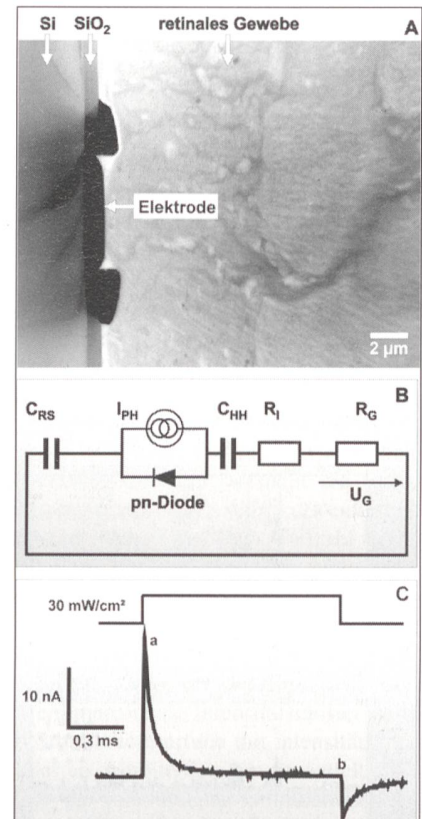 Si SiO₂ retinales Gewebe A
Elektrode
2 µm
B
C_RS I_PH C_HH R_I R_G
pn-Diode U_G
C
30 mW/cm²
a
10 nA
0,3 ms
b